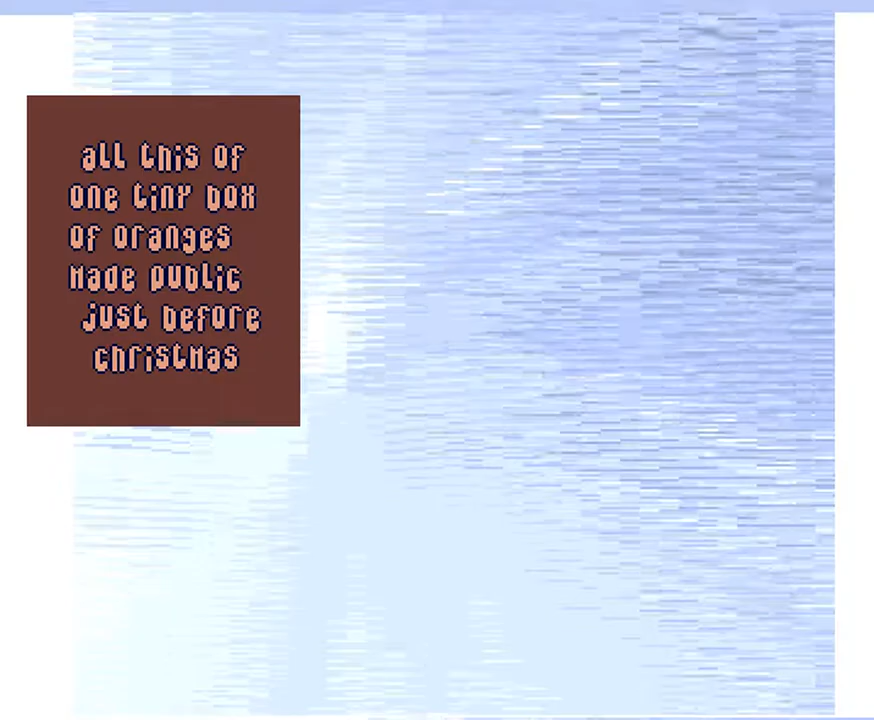 all this of
one tiny box
of oranges
made public
just before
christmas